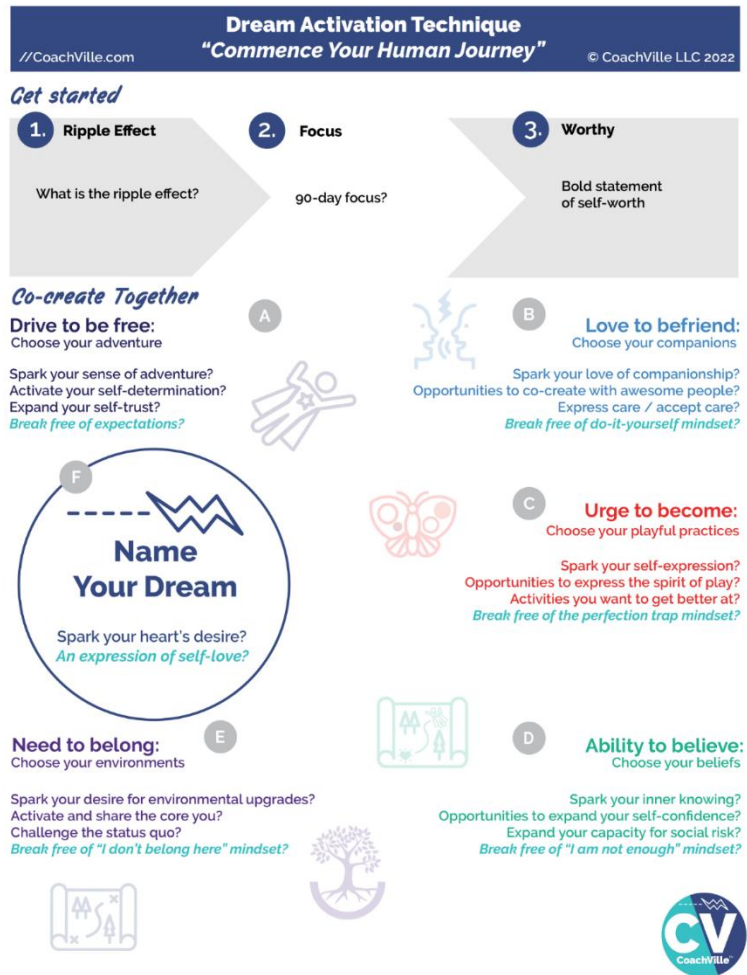 Dream Activation Technique
“Commence Your Human Journey”
//CoachVille.com
© CoachVille LLC 2022
Get started
1. Ripple Effect
What is the ripple effect?
2. Focus
90-day focus?
3. Worthy
Bold statement
of self-worth
Co-create Together
A
Drive to be free:
Choose your adventure
Spark your sense of adventure?
Activate your self-determination?
Expand your self-trust?
Break free of expectations?
B
Love to befriend:
Choose your companions
Spark your love of companionship?
Opportunities to co-create with awesome people?
Express care / accept care?
Break free of do-it-yourself mindset?
F
Name
Your Dream
Spark your heart's desire?
An expression of self-love?
C
Urge to become:
Choose your playful practices
Spark your self-expression?
Opportunities to express the spirit of play?
Activities you want to get better at?
Break free of the perfection trap mindset?
E
Need to belong:
Choose your environments
Spark your desire for environmental upgrades?
Activate and share the core you?
Challenge the status quo?
Break free of “I don’t belong here” mindset?
D
Ability to believe:
Choose your beliefs
Spark your inner knowing?
Opportunities to expand your self-confidence?
Expand your capacity for social risk?
Break free of “I am not enough” mindset?
CV
CoachVille